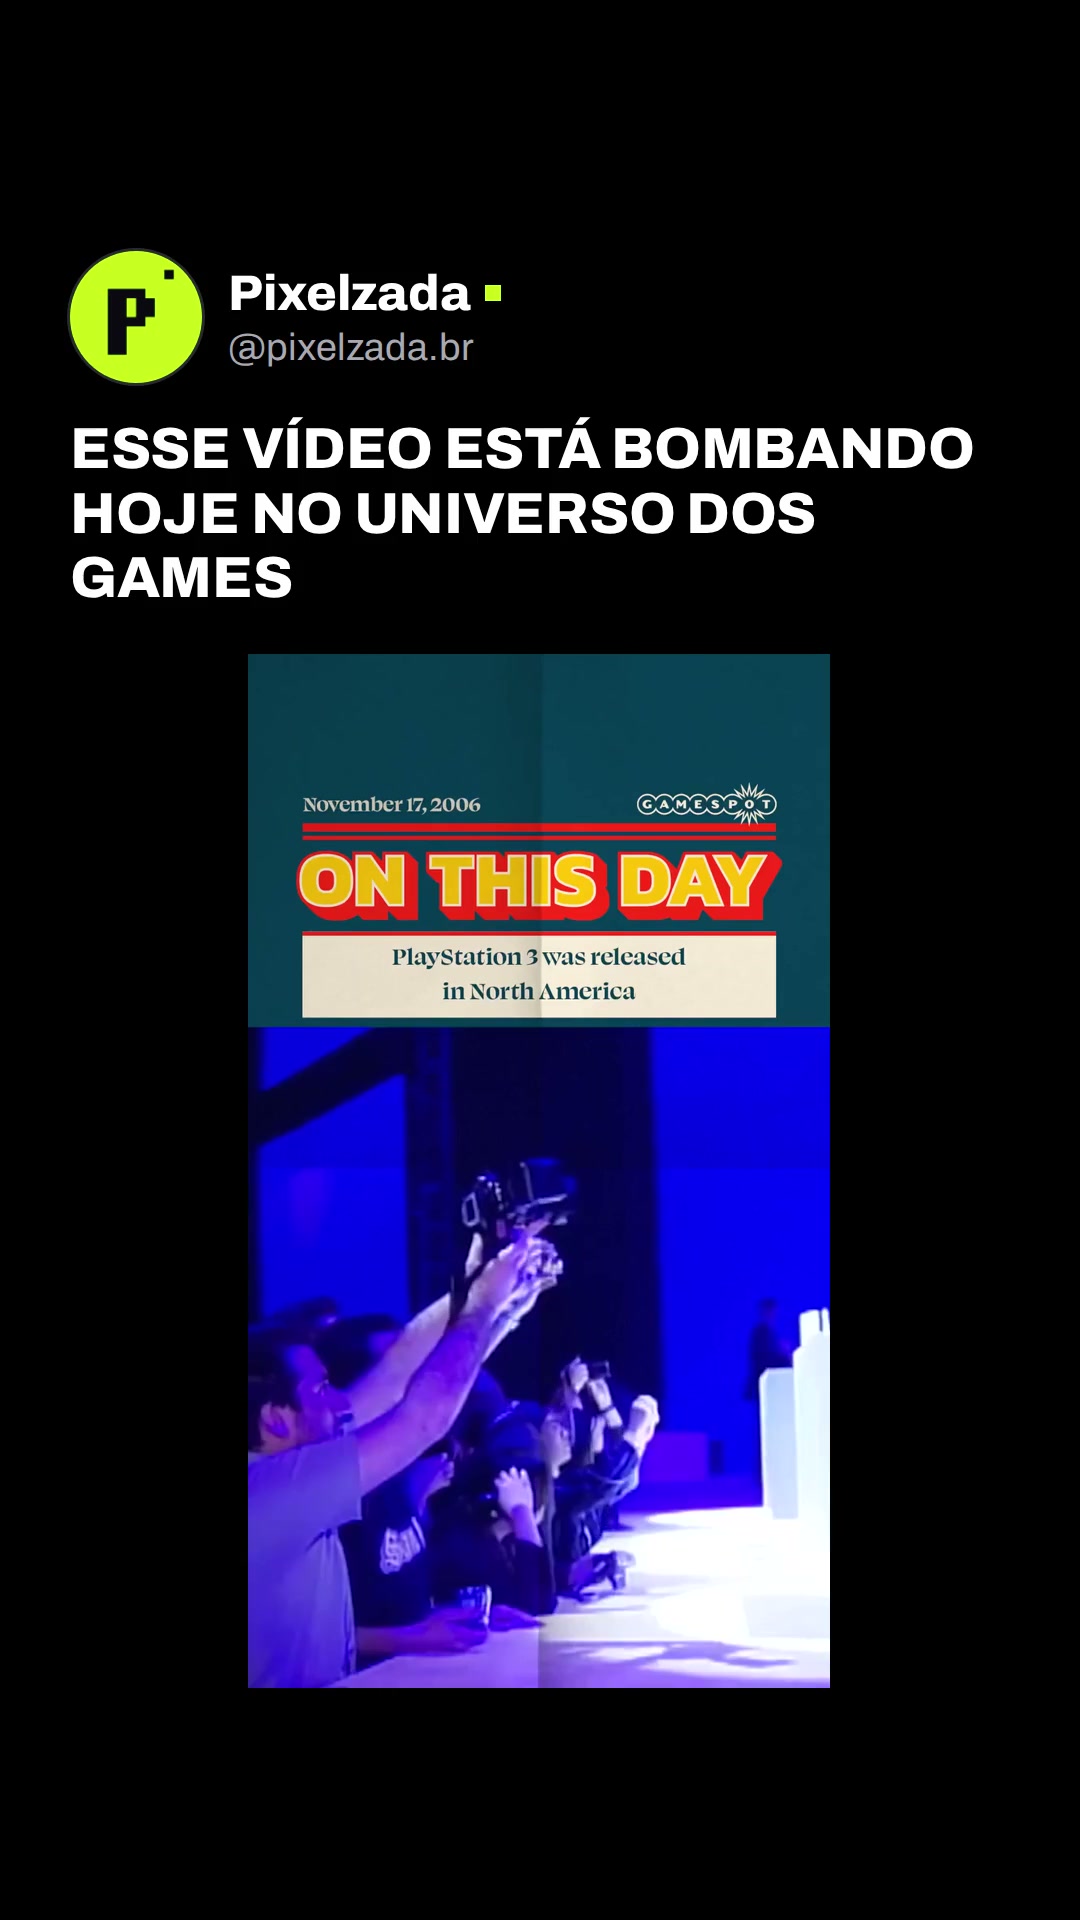 Pixelzada
@pixelzada.br
ESSE VÍDEO ESTÁ BOMBANDO
HOJE NO UNIVERSO DOS
GAMES
November 17, 2006
GAMESPOT
ON THIS DAY
PlayStation 3 was released
in North America